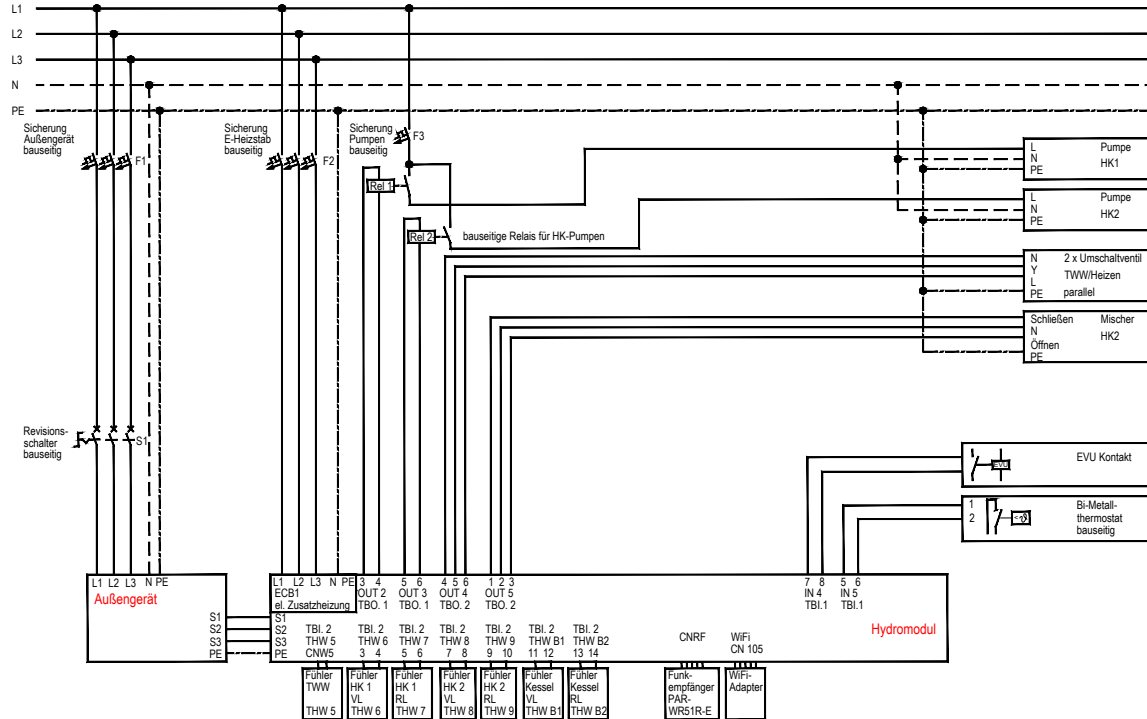 L1
L2
L3
N
PE
Sicherung
Außengerät
bauseitig
F1
Sicherung
E-Heizstab
bauseitig
F2
Sicherung
Pumpen
bauseitig
F3
Rel 1
Rel 2
bauseitige Relais für HK-Pumpen
L Pumpe
N HK1
PE
L Pumpe
N HK2
PE
N 2 x Umschaltventil
Y TWW/Heizen
L
PE parallel
Schließen Mischer
N HK2
Öffnen
PE
Revisions-
schalter
bauseitig
S1
EVU Kontakt
EVU
1 Bi-Metall-
2 thermostat
bauseitig
<ϑ
L1 L2 L3 N PE
Außengerät
S1
S2
S3
PE
L1 L2 L3 N PE
ECB1
el. Zusatzheizung
S1
S2
S3
PE
3 4
OUT 2
TBO. 1
5 6
OUT 3
TBO. 1
4 5 6
OUT 4
TBO. 2
1 2 3
OUT 5
TBO. 2
7 8
IN 4
TBI.1
5 6
IN 5
TBI.1
Hydromodul
TBI. 2
THW 5
CNW5
TBI. 2
THW 6
3 4
TBI. 2
THW 7
5 6
TBI. 2
THW 8
7 8
TBI. 2
THW 9
9 10
TBI. 2
THW B1
11 12
TBI. 2
THW B2
13 14
CNRF
WiFi
CN 105
Fühler
TWW
THW 5
Fühler
HK 1
VL
THW 6
Fühler
HK 1
RL
THW 7
Fühler
HK 2
VL
THW 8
Fühler
HK 2
RL
THW 9
Fühler
Kessel
VL
THW B1
Fühler
Kessel
RL
THW B2
Funk-
empfänger
PAR-
WR51R-E
WiFi-
Adapter